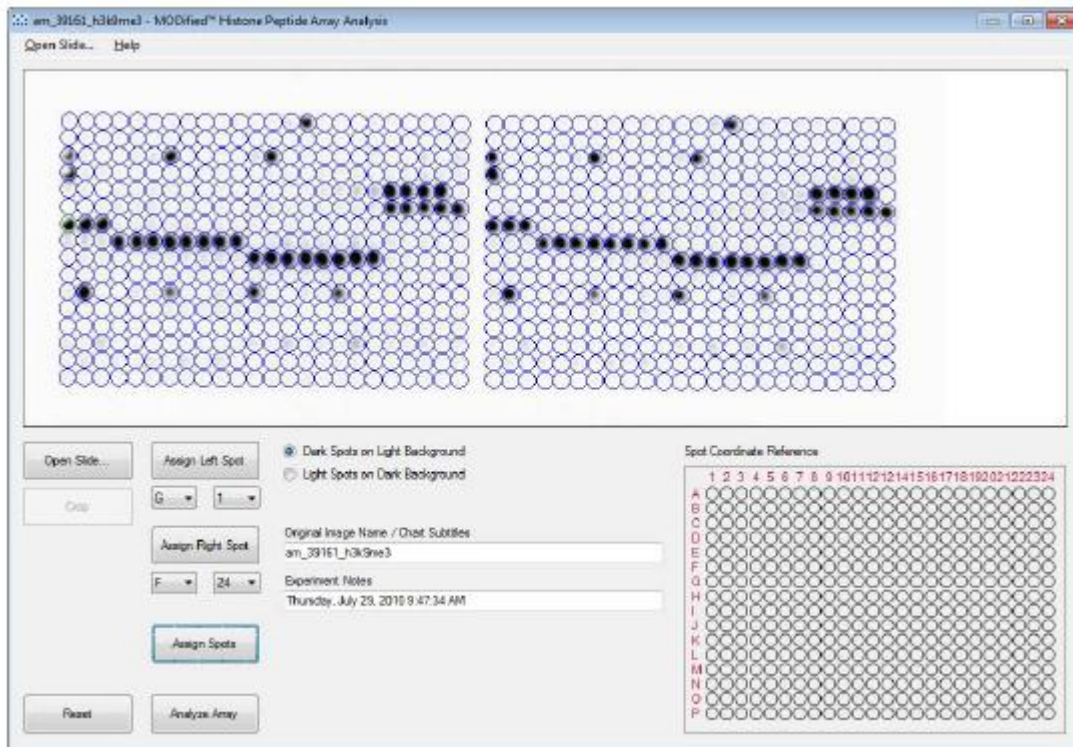 am_39161_h3k9me3 - MODified™ Histone Peptide Array Analysis
Open Slide... Help
Open Slide...
Assign Left Spot
Dark Spots on Light Background
Light Spots on Dark Background
Spot Coordinate Reference
Crop
G 1
1 2 3 4 5 6 7 8 9 10 11 12 13 14 15 16 17 18 19 20 21 22 23 24
A
B
C
D
E
F
G
H
I
J
K
L
M
N
O
P
Assign Right Spot
Original Image Name / Chart Subtitles
am_39161_h3k9me3
F 24
Experiment Notes
Thursday, July 29, 2010 9:47:34 AM
Assign Spots
Reset
Analyze Array